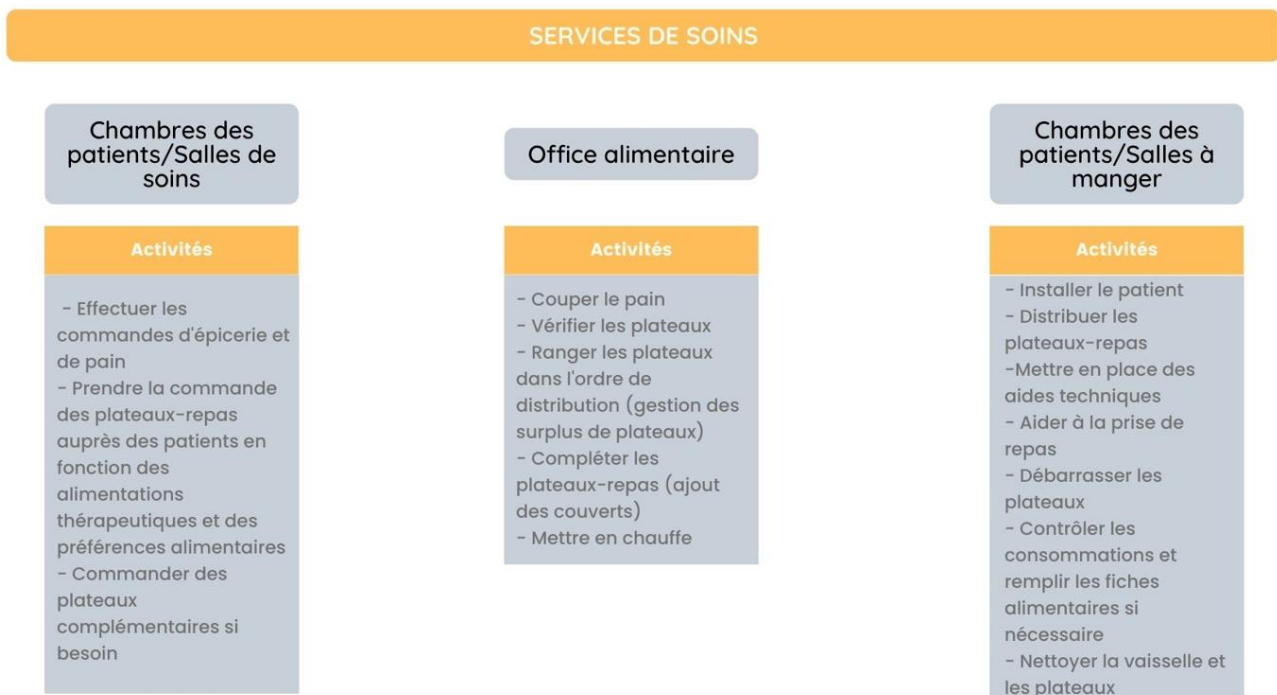 SERVICES DE SOINS
Chambres des
patients/Salles de
soins
Activités
- Effectuer les
commandes d'épicerie et
de pain
- Prendre la commande
des plateaux-repas
auprès des patients en
fonction des
alimentations
thérapeutiques et des
préférences alimentaires
- Commander des
plateaux
complémentaires si
besoin
Office alimentaire
Activités
- Couper le pain
- Vérifier les plateaux
- Ranger les plateaux
dans l'ordre de
distribution (gestion des
surplus de plateaux)
- Compléter les
plateaux-repas (ajout
des couverts)
- Mettre en chauffe
Chambres des
patients/Salles à
manger
Activités
- Installer le patient
- Distribuer les
plateaux-repas
-Mettre en place des
aides techniques
- Aider à la prise de
repas
- Débarrasser les
plateaux
- Contrôler les
consommations et
remplir les fiches
alimentaires si
nécessaire
- Nettoyer la vaisselle et
les plateaux